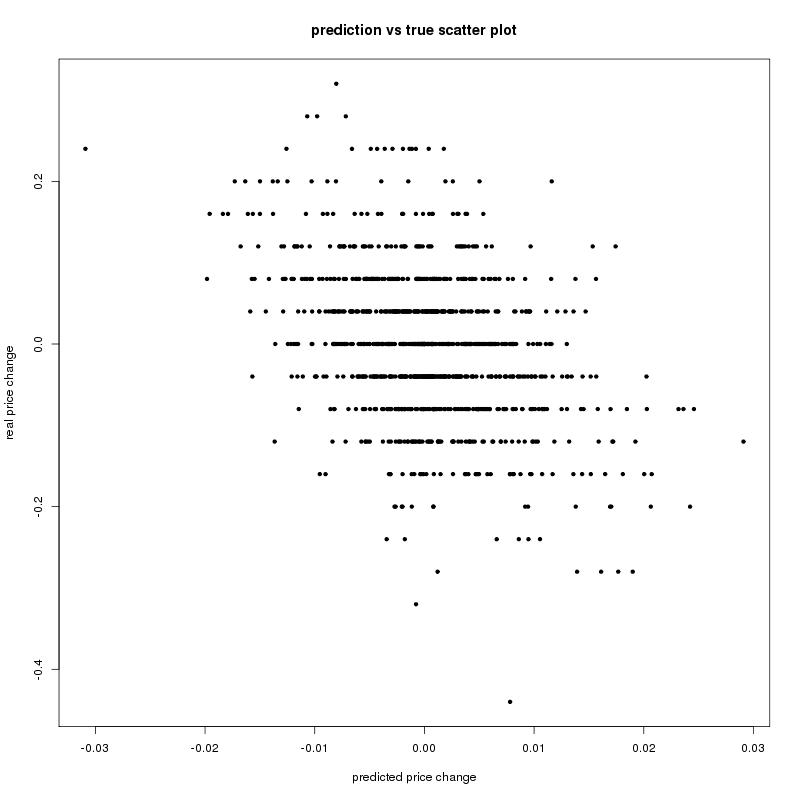 prediction vs true scatter plot
0.2
0.0
-0.2
-0.4
real price change
-0.03 -0.02 -0.01 0.00 0.01 0.02 0.03
predicted price change